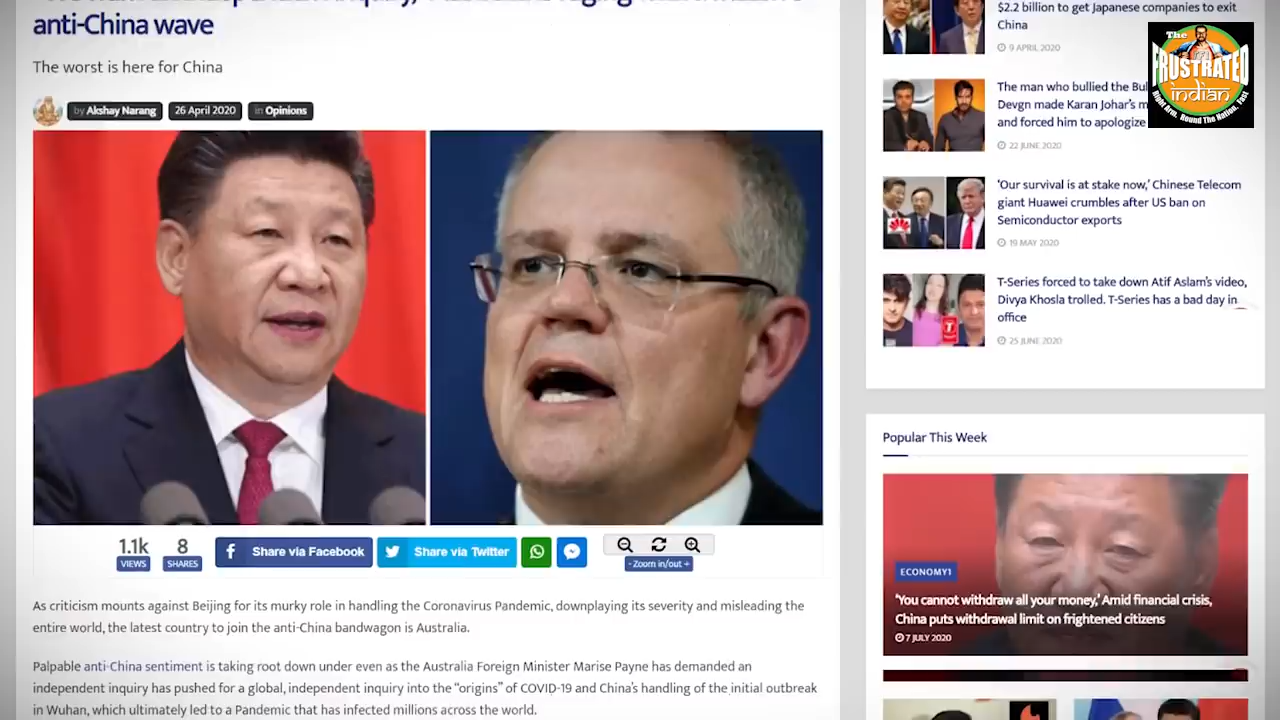 anti-China wave
The worst is here for China
by Akshay Narang 26 April 2020 in Opinions
1.1k
VIEWS
8
SHARES
Share via Facebook
Share via Twitter
- Zoom in/out +
As criticism mounts against Beijing for its murky role in handling the Coronavirus Pandemic, downplaying its severity and misleading the
entire world, the latest country to join the anti-China bandwagon is Australia.
Palpable anti-China sentiment is taking root down under even as the Australia Foreign Minister Marise Payne has demanded an
independent inquiry has pushed for a global, independent inquiry into the “origins” of COVID-19 and China’s handling of the initial outbreak
in Wuhan, which ultimately led to a Pandemic that has infected millions across the world.
$2.2 billion to get Japanese companies to exit
China
9 APRIL 2020
The man who bullied the Bul
Devgn made Karan Johar’s m
and forced him to apologize
22 JUNE 2020
‘Our survival is at stake now,’ Chinese Telecom
giant Huawei crumbles after US ban on
Semiconductor exports
19 MAY 2020
T-Series forced to take down Atif Aslam’s video,
Divya Khosla trolled. T-Series has a bad day in
office
25 JUNE 2020
Popular This Week
ECONOMY1
‘You cannot withdraw all your money,’ Amid financial crisis,
China puts withdrawal limit on frightened citizens
7 JULY 2020
The
FRUSTRATED
indian
Right Arm, Round The Nation, Fast